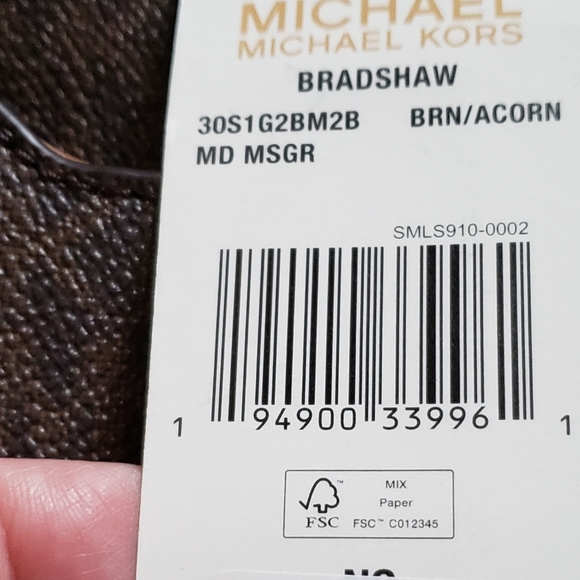 MICHAEL
MICHAEL KORS
BRADSHAW
30S1G2BM2B BRN/ACORN
MD MSGR
SMLS910-0002
1 94900 33996 1
FSC™
MIX
Paper
FSC™ C012345